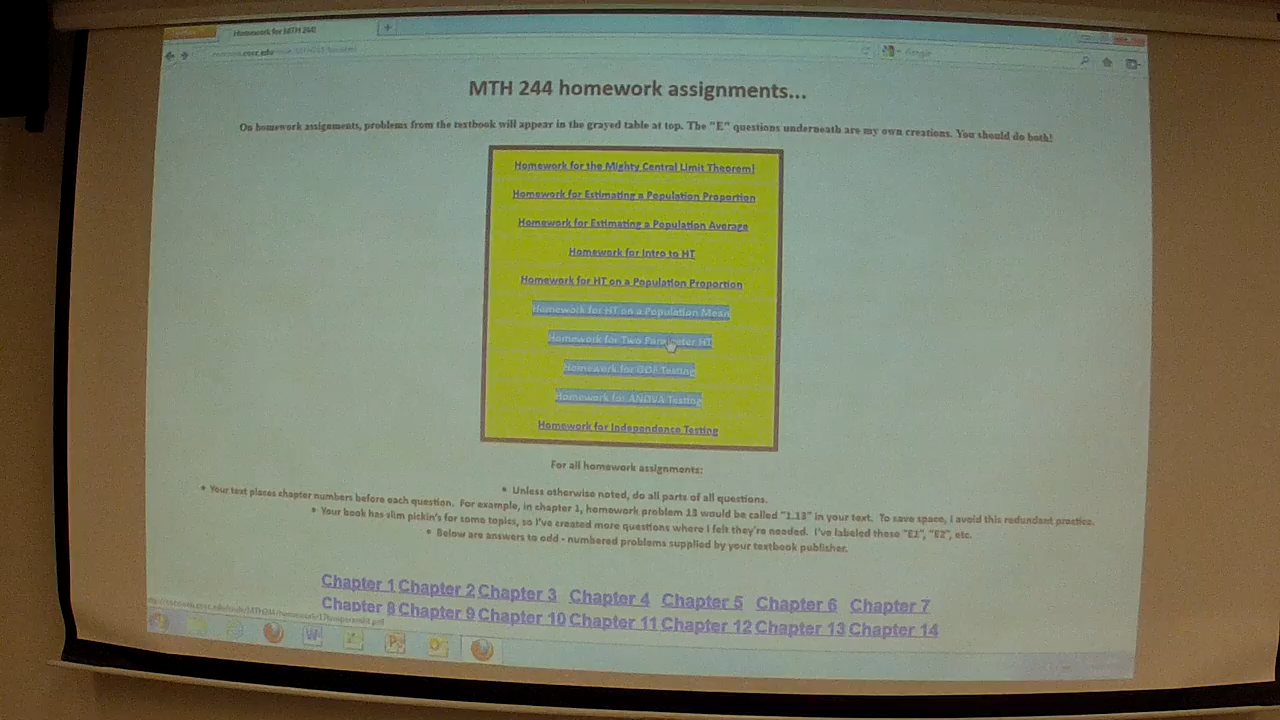 Homework for MTH 244!
MTH 244 homework assignments...
On homework assignments, problems from the textbook will appear in the grayed table at top. The "E" questions underneath are my own creations. You should do both!
Homework for the Mighty Central Limit Theorem!
Homework for Estimating a Population Proportion
Homework for Estimating a Population Average
Homework for Intro to HT
Homework for HT on a Population Proportion
Homework for HT on a Population Mean
Homework for Two Parameter HT
Homework for GOF Testing
Homework for ANOVA Testing
Homework for Independence Testing
For all homework assignments:
• Unless otherwise noted, do all parts of all questions.
• Your text places chapter numbers before each question. For example, in chapter 1, homework problem 13 would be called "1.13" in your text. To save space, I avoid this redundant practice.
• Your book has slim pickin's for some topics, so I've created more questions where I felt they're needed. I've labeled these "E1", "E2", etc.
• Below are answers to odd - numbered problems supplied by your textbook publisher.
Chapter 1 Chapter 2 Chapter 3 Chapter 4 Chapter 5 Chapter 6 Chapter 7
Chapter 8 Chapter 9 Chapter 10 Chapter 11 Chapter 12 Chapter 13 Chapter 14